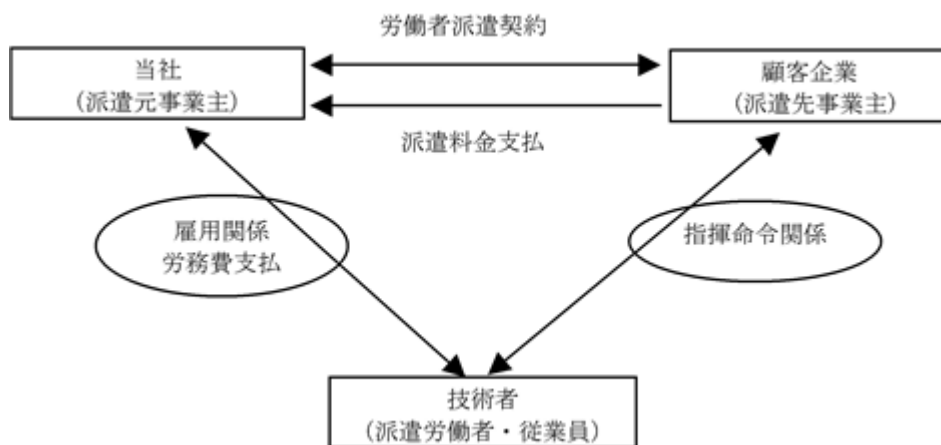 労働者派遣契約
当社
(派遣元事業主)
顧客企業
(派遣先事業主)
派遣料金支払
雇用関係
労務費支払
指揮命令関係
技術者
(派遣労働者・従業員)